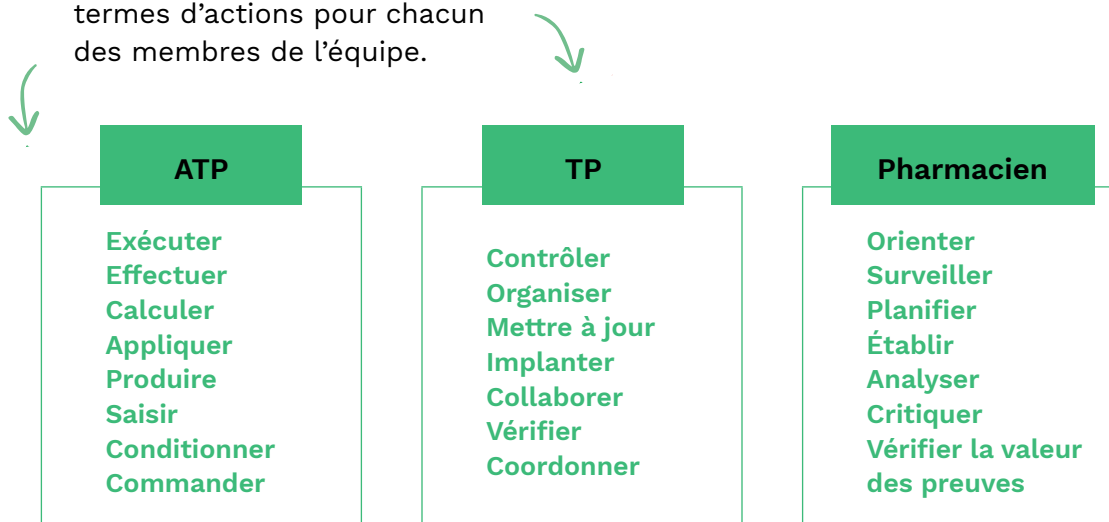 termes d’actions pour chacun
des membres de l’équipe.
ATP
Exécuter
Effectuer
Calculer
Appliquer
Produire
Saisir
Conditionner
Commander
TP
Contrôler
Organiser
Mettre à jour
Implanter
Collaborer
Vérifier
Coordonner
Pharmacien
Orienter
Surveiller
Planifier
Établir
Analyser
Critiquer
Vérifier la valeur
des preuves